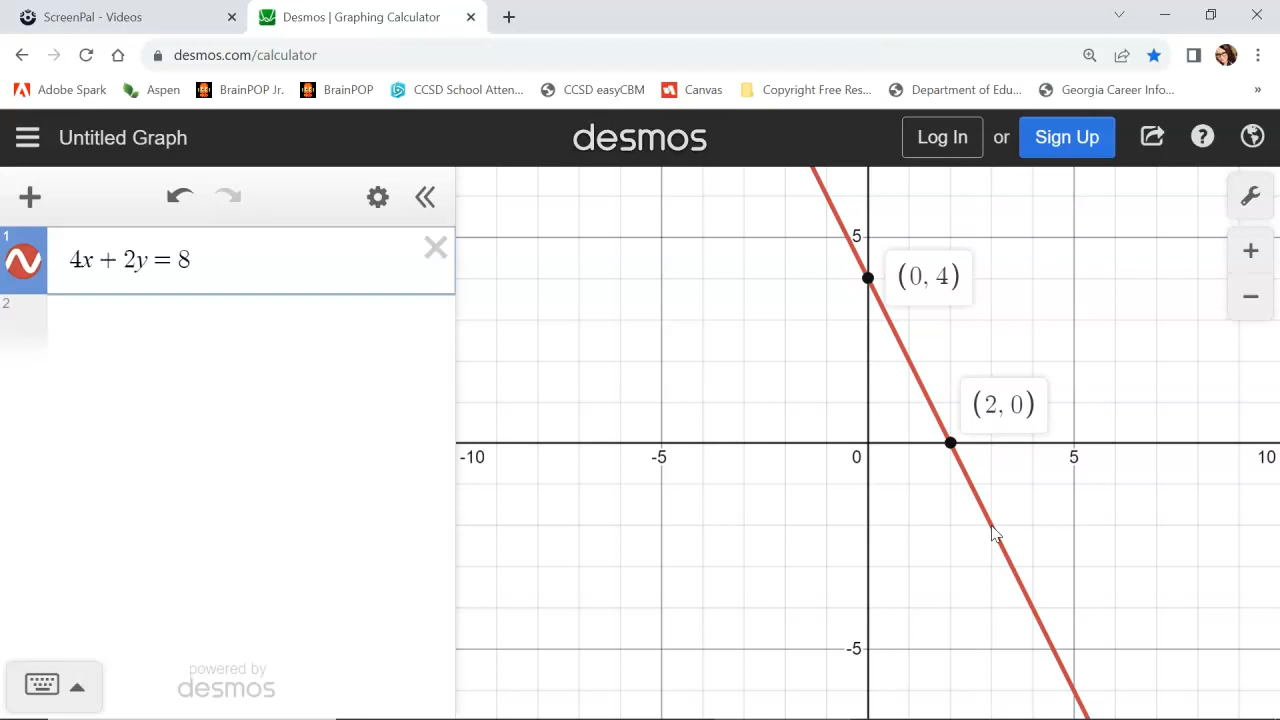 ScreenPal - Videos
Desmos | Graphing Calculator
desmos.com/calculator
Adobe Spark
Aspen
BrainPOP Jr.
BrainPOP
CCSD School Atten...
CCSD easyCBM
Canvas
Copyright Free Res...
Department of Edu...
Georgia Career Info...
»
Untitled Graph
desmos
Log In
or
Sign Up
1
4x + 2y = 8
2
5
(0, 4)
(2, 0)
-10
-5
0
5
10
-5
powered by
desmos